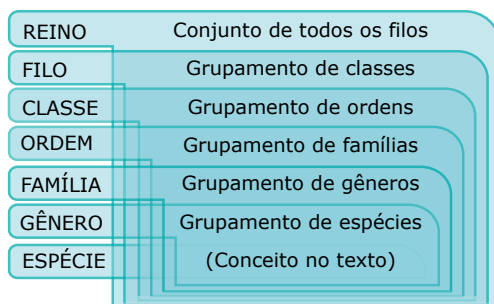 REINO Conjunto de todos os filos
FILO Grupamento de classes
CLASSE Grupamento de ordens
ORDEM Grupamento de famílias
FAMÍLIA Grupamento de gêneros
GÊNERO Grupamento de espécies
ESPÉCIE (Conceito no texto)